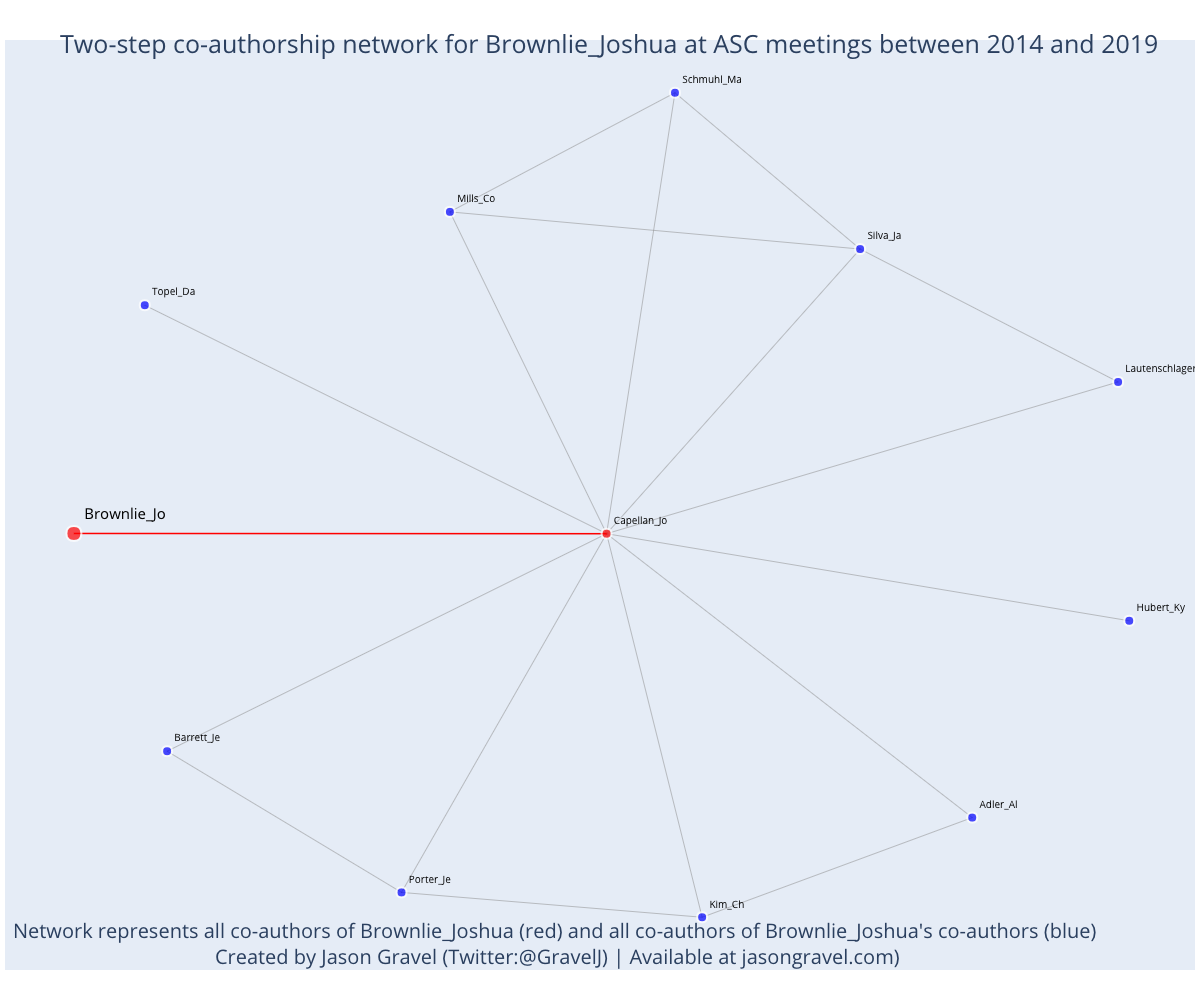 Two-step co-authorship network for Brownlie_Joshua at ASC meetings between 2014 and 2019
Schmuhl_Ma
Mills_Co
Silva_Ja
Topel_Da
Lautenschlager
Brownlie_Jo
Capellan_Jo
Hubert_Ky
Barrett_Je
Adler_Al
Porter_Je
Kim_Ch
Network represents all co-authors of Brownlie_Joshua (red) and all co-authors of Brownlie_Joshua's co-authors (blue)
Created by Jason Gravel (Twitter:@GravelJ) | Available at jasongravel.com)